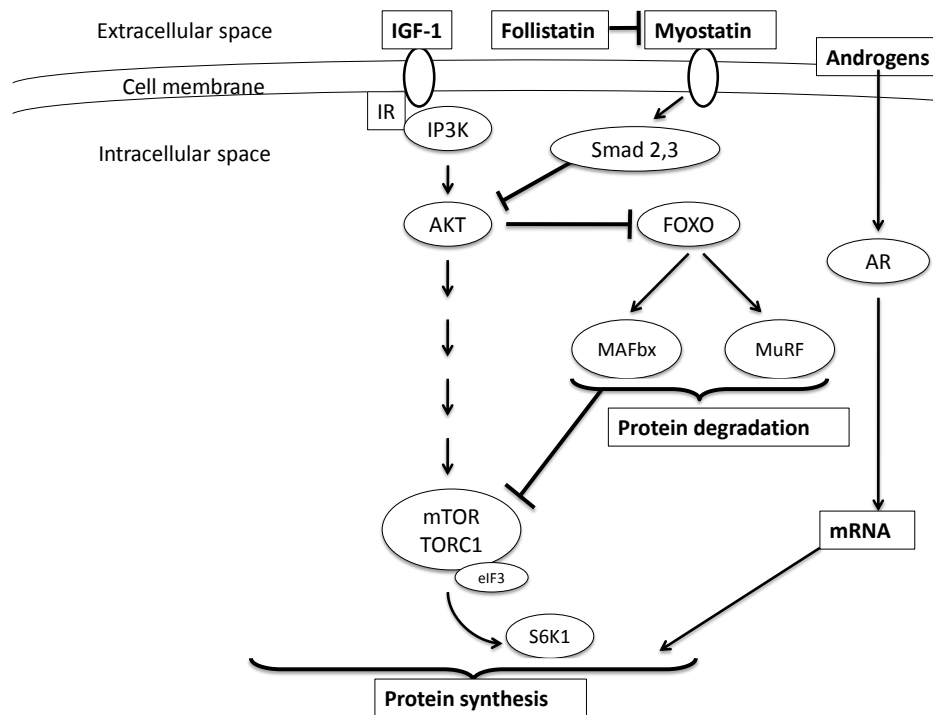 Extracellular space
IGF-1
Follistatin
Myostatin
Androgens
Cell membrane
IR
IP3K
Intracellular space
Smad 2,3
AKT
FOXO
AR
MAFbx
MuRF
Protein degradation
mTOR
TORC1
mRNA
eIF3
S6K1
Protein synthesis